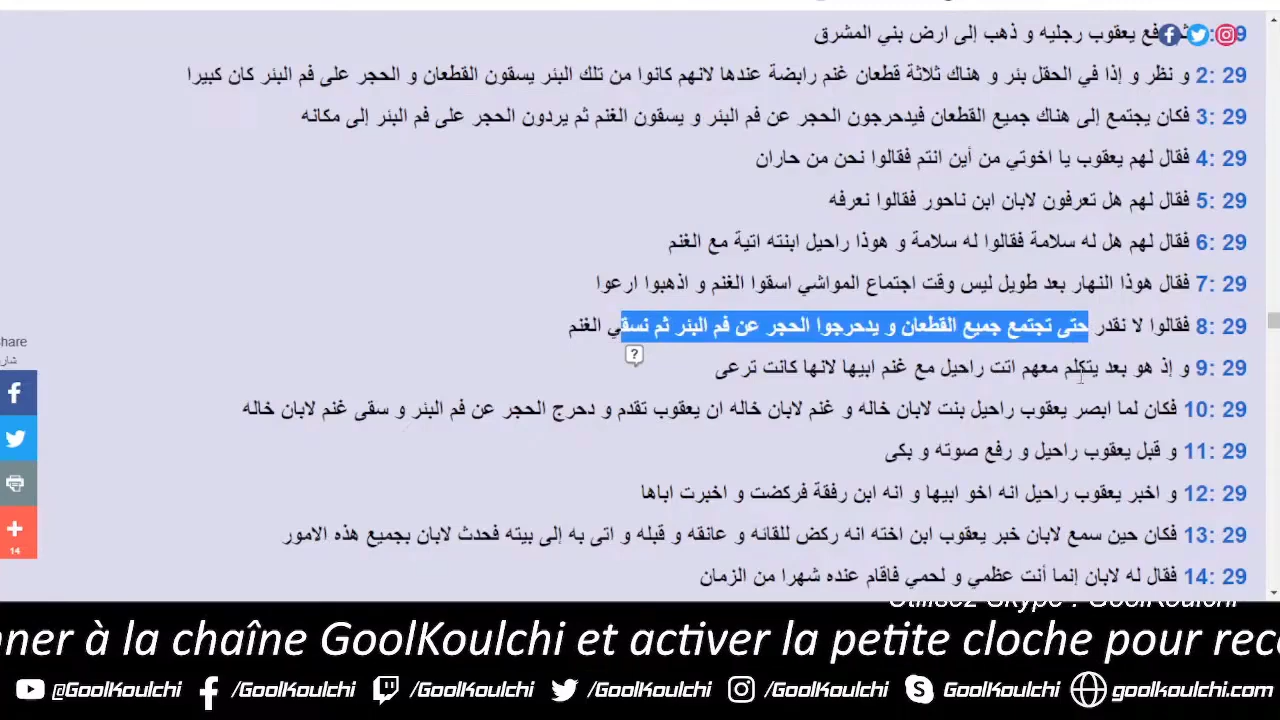 29 :1 ثم رفع يعقوب رجليه و ذهب إلى ارض بني المشرق
29 :2 و نظر و إذا في الحقل بئر و هناك ثلاثة قطعان غنم رابضة عندها لانهم كانوا من تلك البئر يسقون القطعان و الحجر على فم البئر كان كبيرا
29 :3 فكان يجتمع إلى هناك جميع القطعان فيدحرجون الحجر عن فم البئر و يسقون الغنم ثم يردون الحجر على فم البئر إلى مكانه
29 :4 فقال لهم يعقوب يا اخوتي من أين انتم فقالوا نحن من حاران
29 :5 فقال لهم هل تعرفون لابان ابن ناحور فقالوا نعرفه
29 :6 فقال لهم هل له سلامة فقالوا له سلامة و هوذا راحيل ابنته اتية مع الغنم
29 :7 فقال هوذا النهار بعد طويل ليس وقت اجتماع المواشي اسقوا الغنم و اذهبوا ارعوا
29 :8 فقالوا لا نقدر حتى تجتمع جميع القطعان و يدحرجوا الحجر عن فم البئر ثم نسقي الغنم
?
29 :9 و إذ هو بعد يتكلم معهم اتت راحيل مع غنم ابيها لانها كانت ترعى
29 :10 فكان لما ابصر يعقوب راحيل بنت لابان خاله و غنم لابان خاله ان يعقوب تقدم و دحرج الحجر عن فم البئر و سقى غنم لابان خاله
29 :11 و قبل يعقوب راحيل و رفع صوته و بكى
29 :12 و اخبر يعقوب راحيل انه اخو ابيها و انه ابن رفقة فركضت و اخبرت اباها
29 :13 فكان حين سمع لابان خبر يعقوب ابن اخته انه ركض للقائه و عانقه و قبله و اتى به إلى بيته فحدث لابان بجميع هذه الامور
29 :14 فقال له لابان إنما أنت عظمي و لحمي فاقام عنده شهرا من الزمان
hare
شار
14
Utilisez Skype : GoolKoulchi
nner à la chaîne GoolKoulchi et activer la petite cloche pour rece
@GoolKoulchi /GoolKoulchi /GoolKoulchi /GoolKoulchi /GoolKoulchi GoolKoulchi goolkoulchi.com